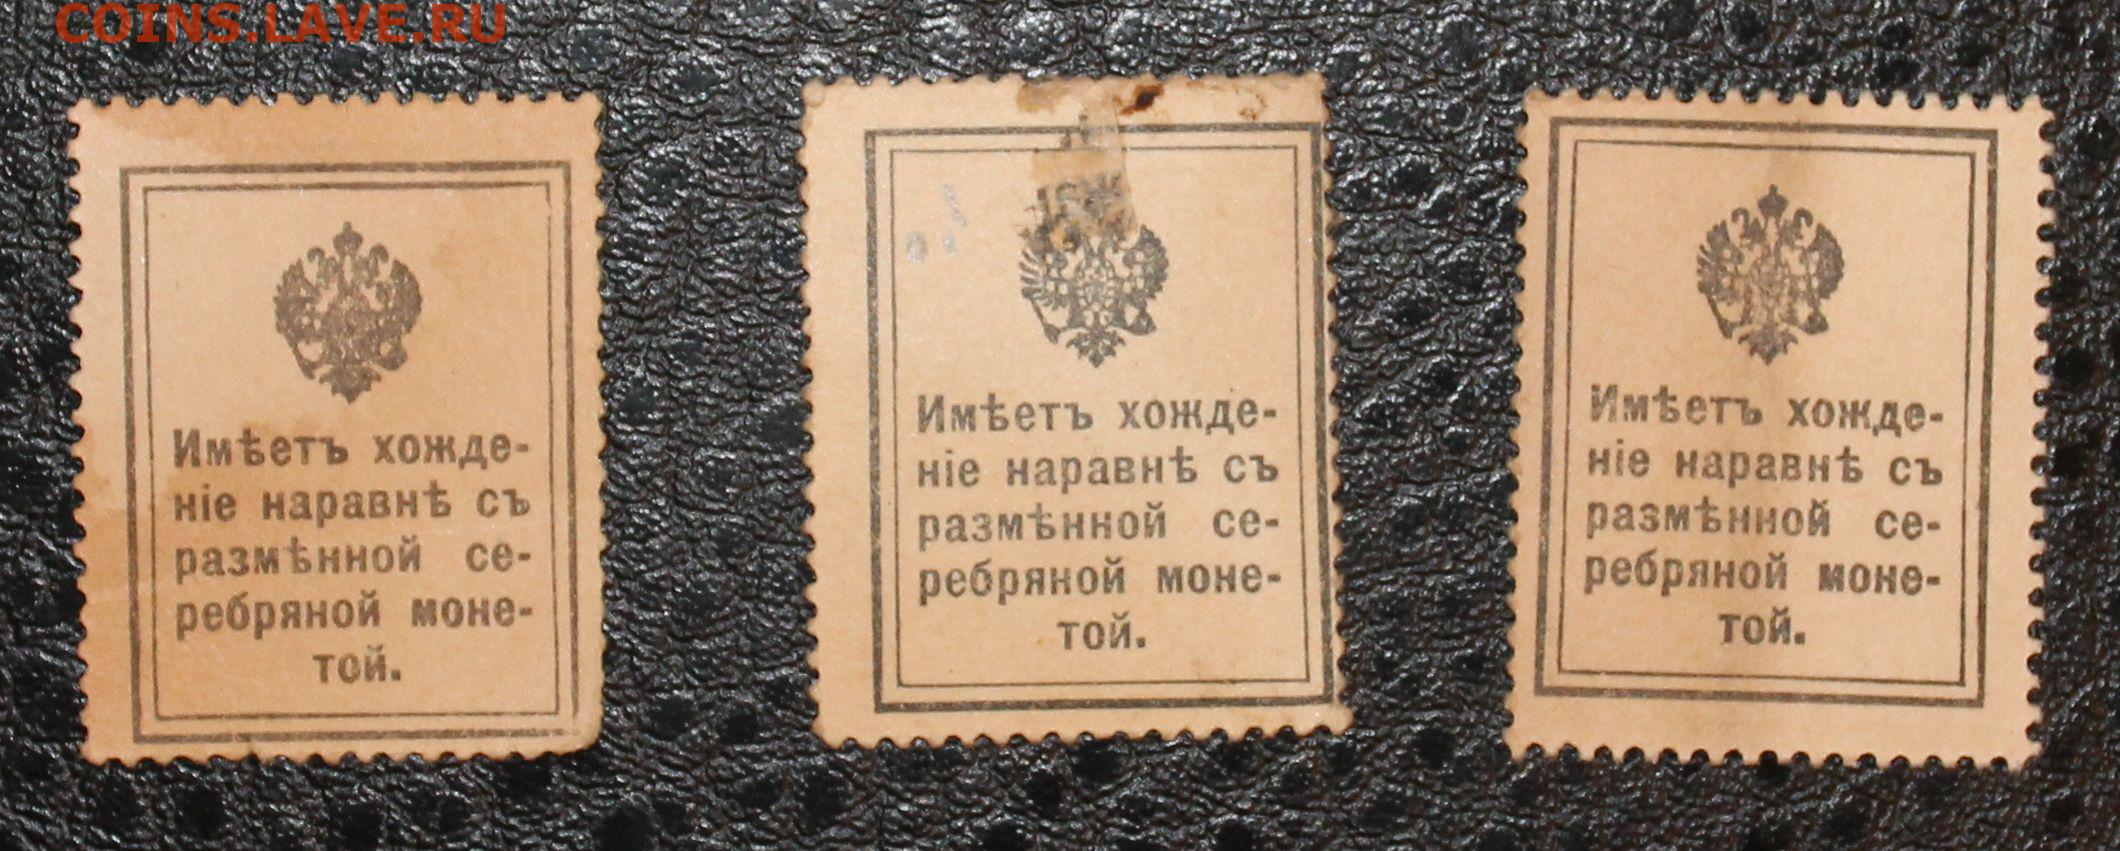 COINS.LAVE.RU
Имѣетъ хожде-
ніе наравнѣ съ
размѣнной се-
ребряной моне-
той.
Имѣетъ хожде-
ніе наравнѣ съ
размѣнной се-
ребряной моне-
той.
Имѣетъ хожде-
ніе наравнѣ съ
размѣнной се-
ребряной моне-
той.